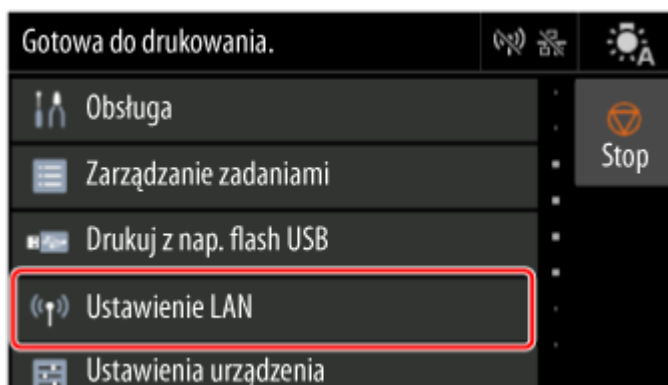 Gotowa do drukowania.
Obsługa
Stop
Zarządzanie zadaniami
Drukuj z nap. flash USB
Ustawienie LAN
Ustawienia urządzenia